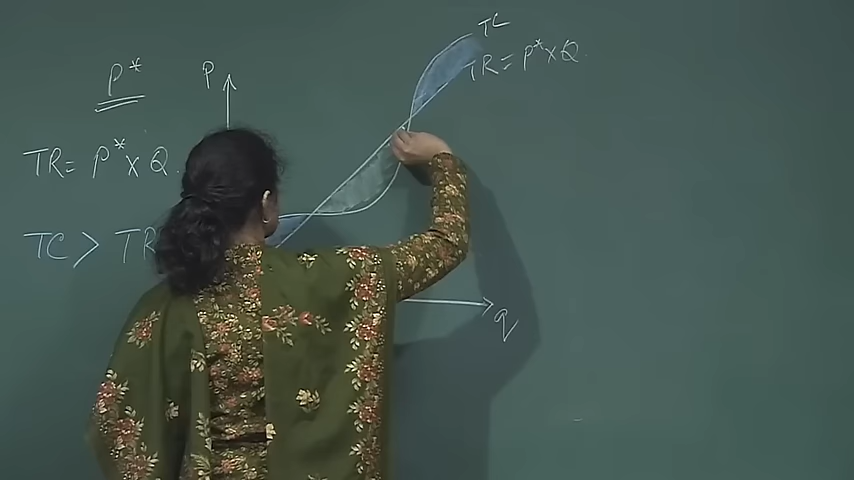 P*
TR = P* x Q
TC > TR
P
TC
TR = P* x Q
q